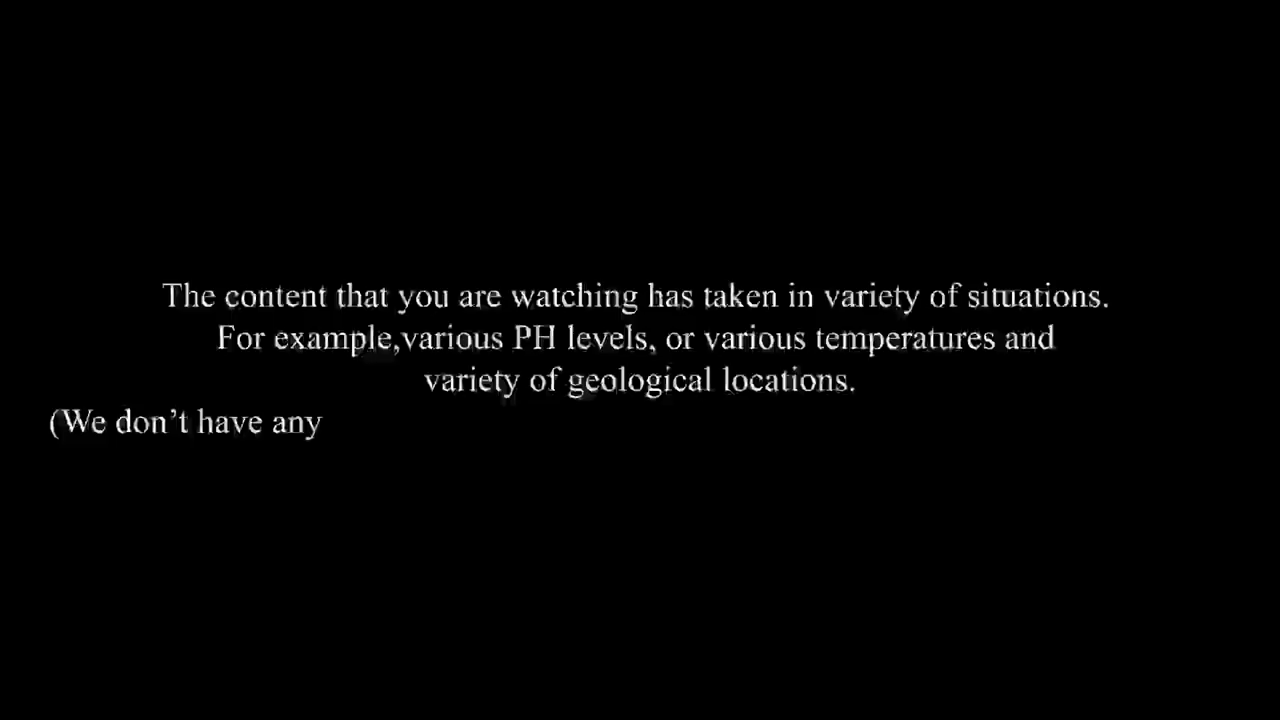 The content that you are watching has taken in variety of situations.
For example,various PH levels, or various temperatures and
variety of geological locations.
(We don’t have any